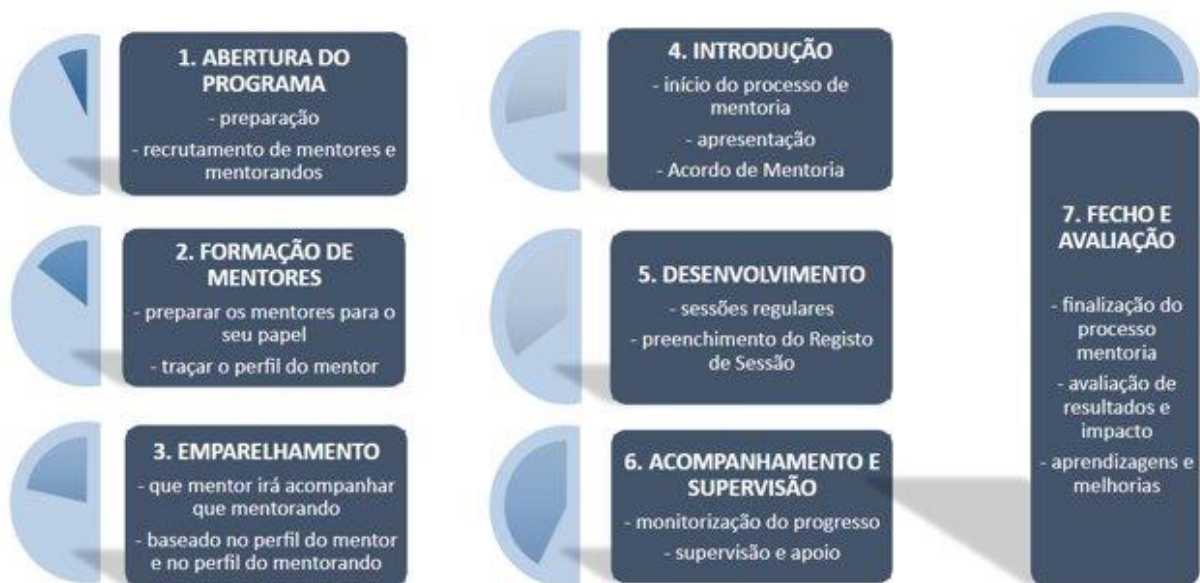 1. ABERTURA DO
PROGRAMA
- preparação
- recrutamento de mentores e
mentorandos
2. FORMAÇÃO DE
MENTORES
- preparar os mentores para o
seu papel
- traçar o perfil do mentor
3. EMPARELHAMENTO
- que mentor irá acompanhar
que mentorando
- baseado no perfil do mentor
e no perfil do mentorando
4. INTRODUÇÃO
- início do processo de
mentoria
- apresentação
- Acordo de Mentoria
5. DESENVOLVIMENTO
- sessões regulares
- preenchimento do Registo
de Sessão
6. ACOMPANHAMENTO E
SUPERVISÃO
- monitorização do progresso
- supervisão e apoio
7. FECHO E
AVALIAÇÃO
- finalização do
processo
mentoria
- avaliação de
resultados e
impacto
- aprendizagens e
melhorias